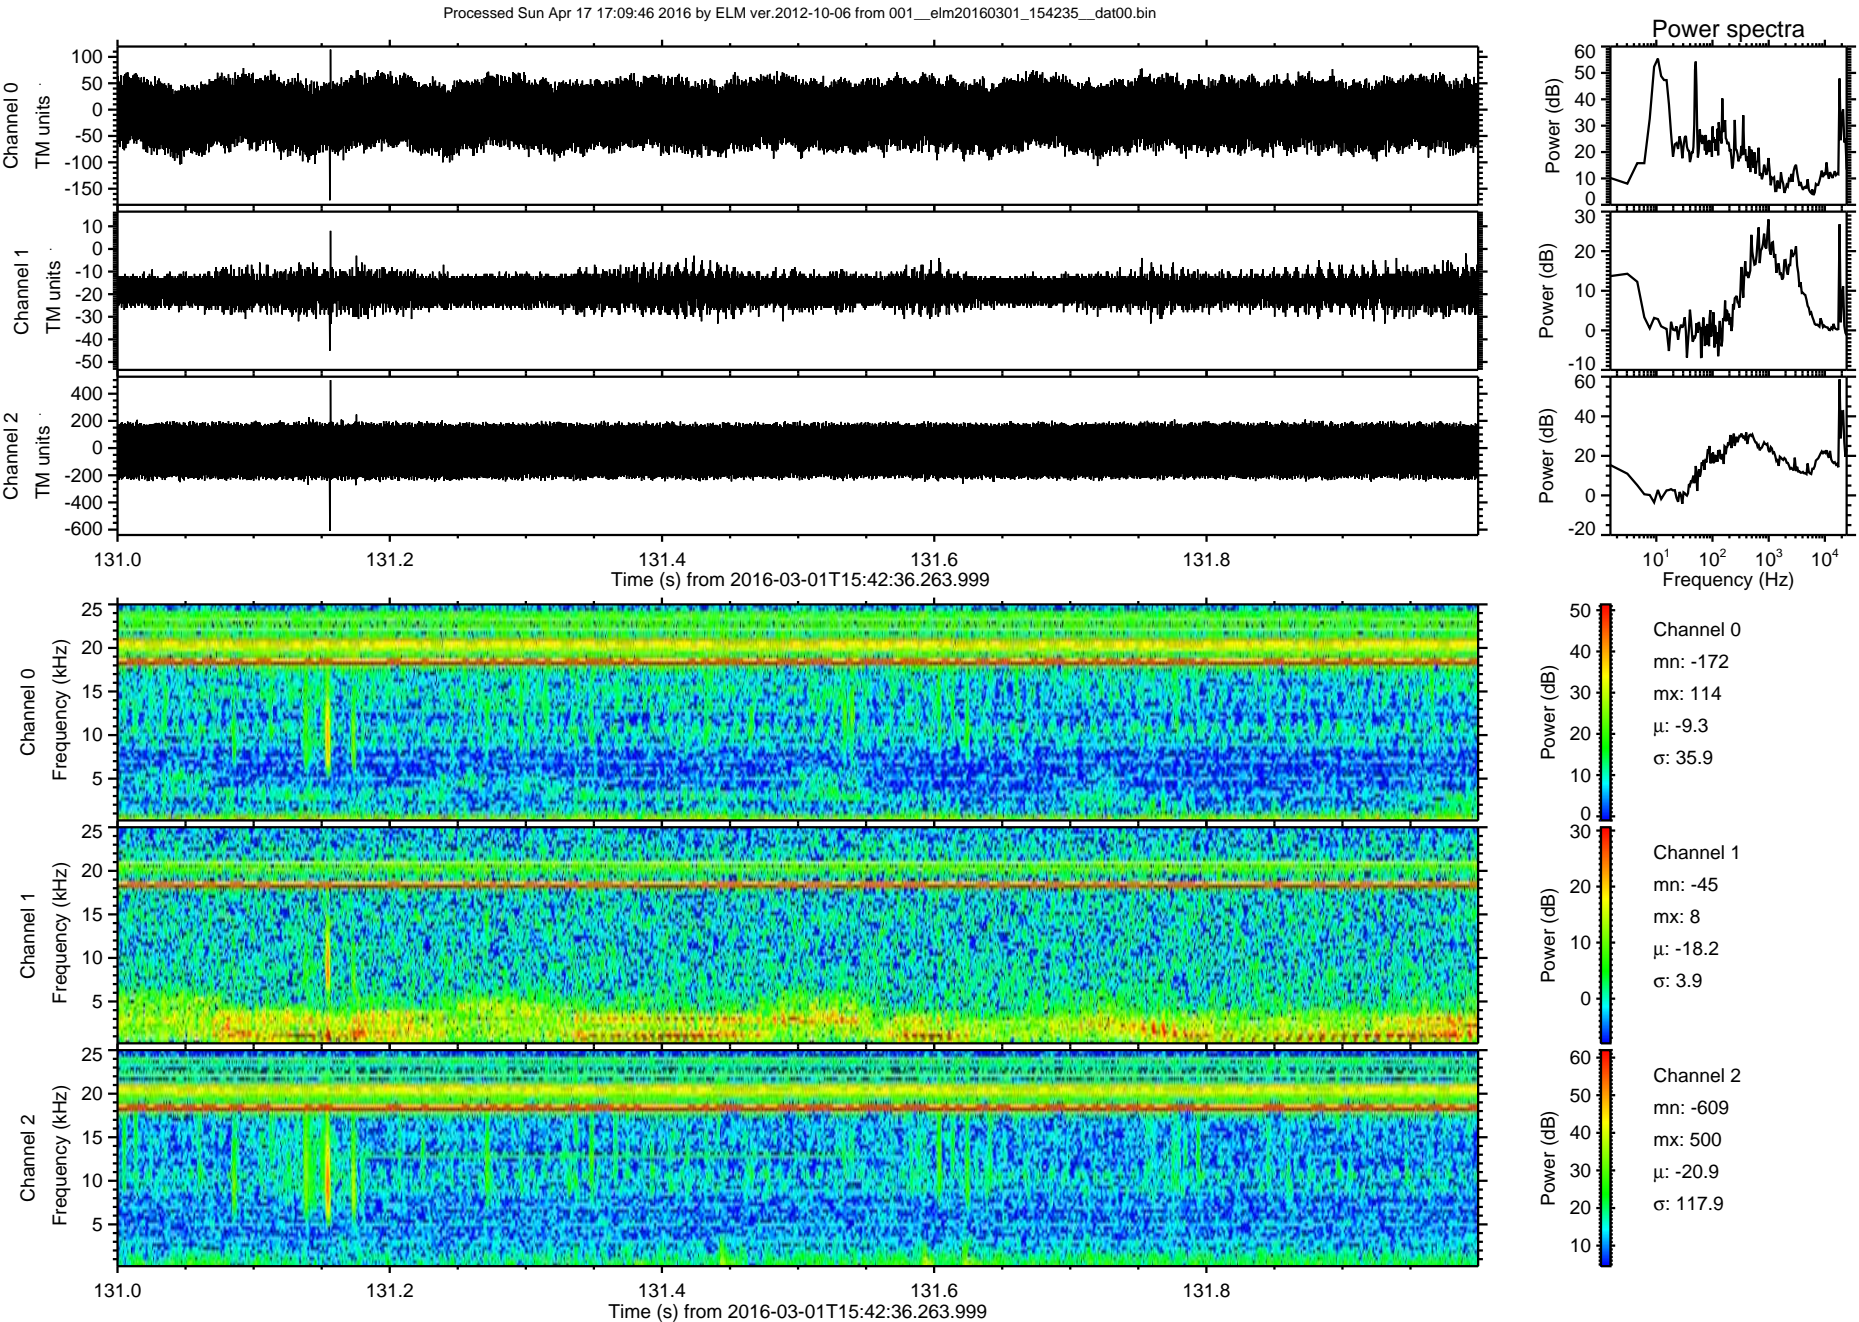 Processed Sun Apr 17 17:09:46 2016 by ELM ver.2012-10-06 from 001__elm20160301_154235__dat00.bin
Power spectra
Channel 0
TM units
100
50
0
-50
-100
-150
Power (dB)
60
50
40
30
20
10
0
Channel 1
TM units
10
0
-10
-20
-30
-40
-50
Power (dB)
30
20
10
0
-10
Channel 2
TM units
400
200
0
-200
-400
-600
Power (dB)
60
40
20
0
-20
131.0 131.2 131.4 131.6 131.8
Time (s) from 2016-03-01T15:42:36.263.999
10^1 10^2 10^3 10^4
Frequency (Hz)
Channel 0
Frequency (kHz)
25
20
15
10
5
Power (dB)
50
40
30
20
10
0
Channel 0
mn: -172
mx: 114
μ: -9.3
σ: 35.9
Channel 1
Frequency (kHz)
25
20
15
10
5
Power (dB)
30
20
10
0
Channel 1
mn: -45
mx: 8
μ: -18.2
σ: 3.9
Channel 2
Frequency (kHz)
25
20
15
10
5
Power (dB)
60
50
40
30
20
10
Channel 2
mn: -609
mx: 500
μ: -20.9
σ: 117.9
131.0 131.2 131.4 131.6 131.8
Time (s) from 2016-03-01T15:42:36.263.999